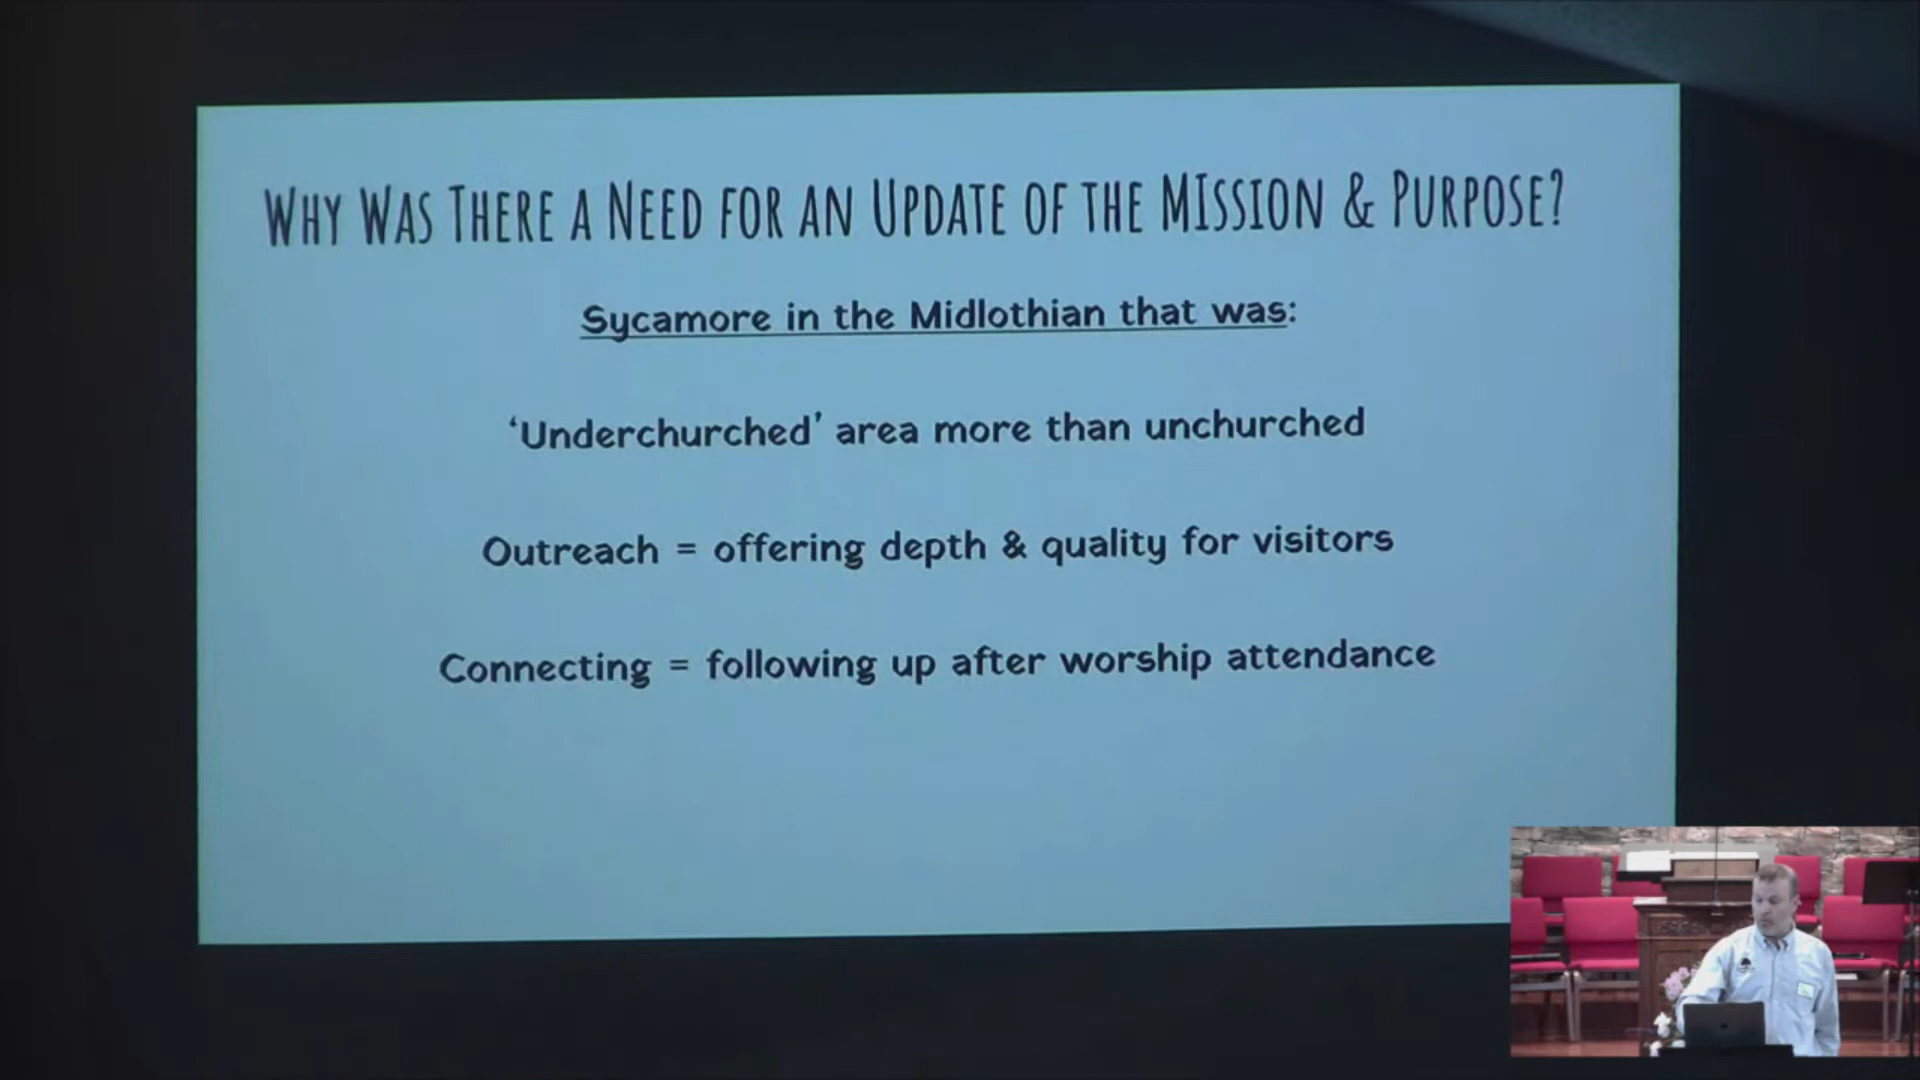 WHY WAS THERE A NEED FOR AN UPDATE OF THE MISSION & PURPOSE?
Sycamore in the Midlothian that was:
‘Underchurched’ area more than unchurched
Outreach = offering depth & quality for visitors
Connecting = following up after worship attendance